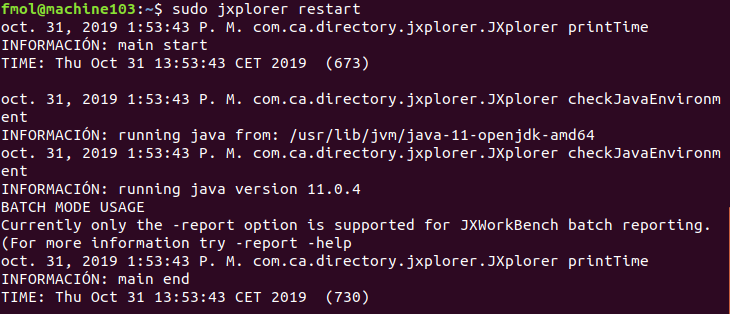 fmol@machine103:~$ sudo jxplorer restart
oct. 31, 2019 1:53:43 P. M. com.ca.directory.jxplorer.JXplorer printTime
INFORMACIÓN: main start
TIME: Thu Oct 31 13:53:43 CET 2019  (673)

oct. 31, 2019 1:53:43 P. M. com.ca.directory.jxplorer.JXplorer checkJavaEnvironm
ent
INFORMACIÓN: running java from: /usr/lib/jvm/java-11-openjdk-amd64
oct. 31, 2019 1:53:43 P. M. com.ca.directory.jxplorer.JXplorer checkJavaEnvironm
ent
INFORMACIÓN: running java version 11.0.4
BATCH MODE USAGE
Currently only the -report option is supported for JXWorkBench batch reporting.
(For more information try -report -help
oct. 31, 2019 1:53:43 P. M. com.ca.directory.jxplorer.JXplorer printTime
INFORMACIÓN: main end
TIME: Thu Oct 31 13:53:43 CET 2019  (730)